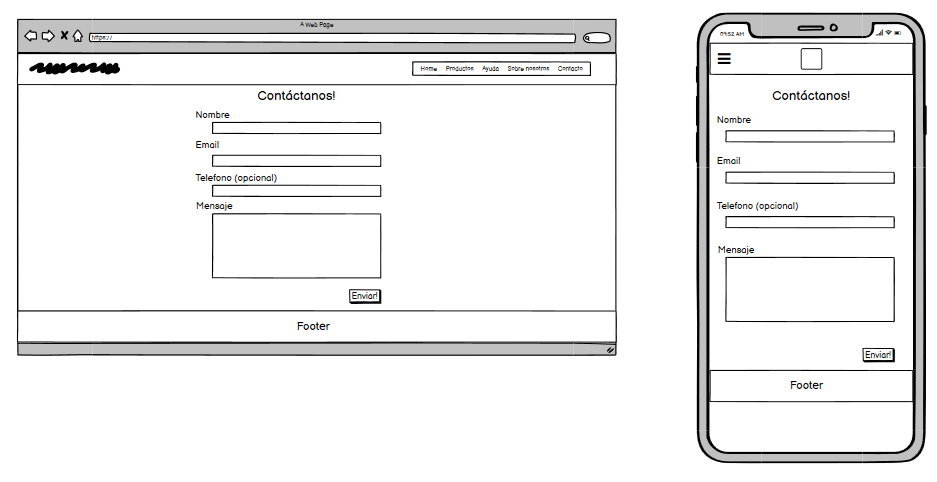 A Web Page
https://
Home Productos Ayuda Sobre nosotros Contacto
Contáctanos!
Nombre
Email
Telefono (opcional)
Mensaje
Enviar!
Footer
09:52 AM
Contáctanos!
Nombre
Email
Telefono (opcional)
Mensaje
Enviar!
Footer